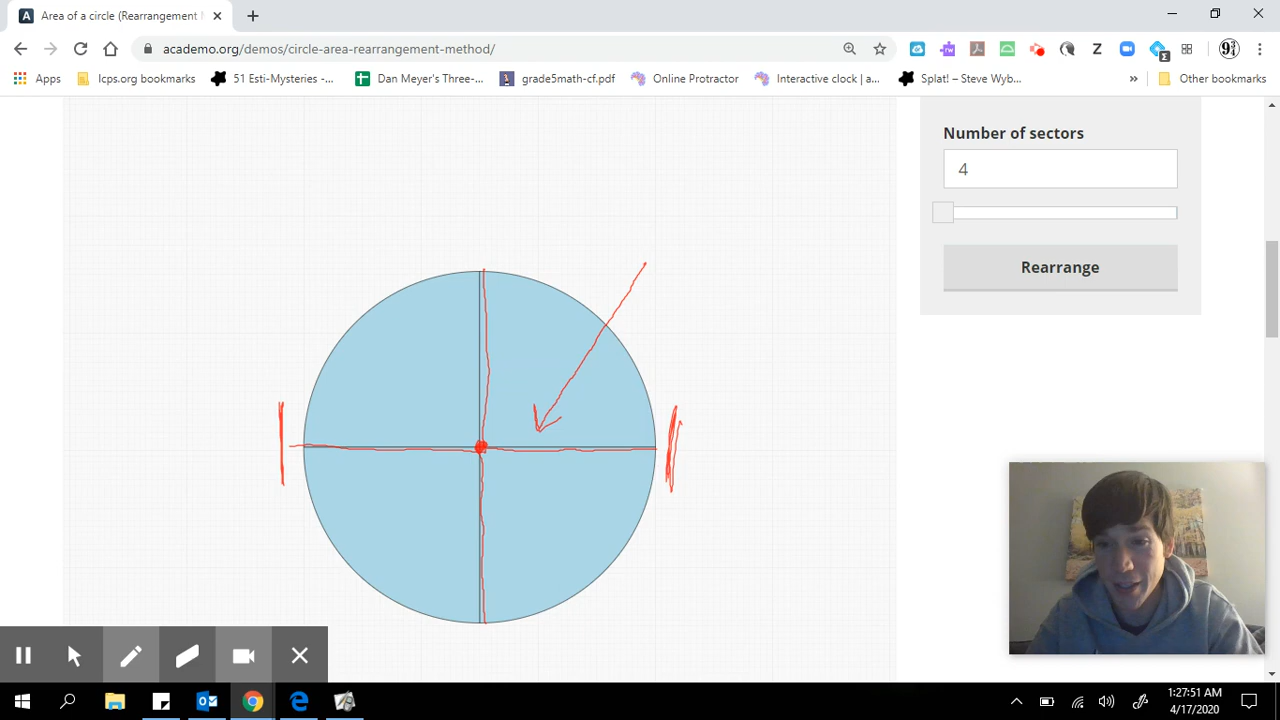 A Area of a circle (Rearrangement M
academo.org/demos/circle-area-rearrangement-method/
Apps
lcps.org bookmarks
51 Esti-Mysteries -...
Dan Meyer's Three-...
grade5math-cf.pdf
Online Protractor
Interactive clock | a...
Splat! – Steve Wyb...
»
Other bookmarks
Number of sectors
4
Rearrange
1:27:51 AM
4/17/2020